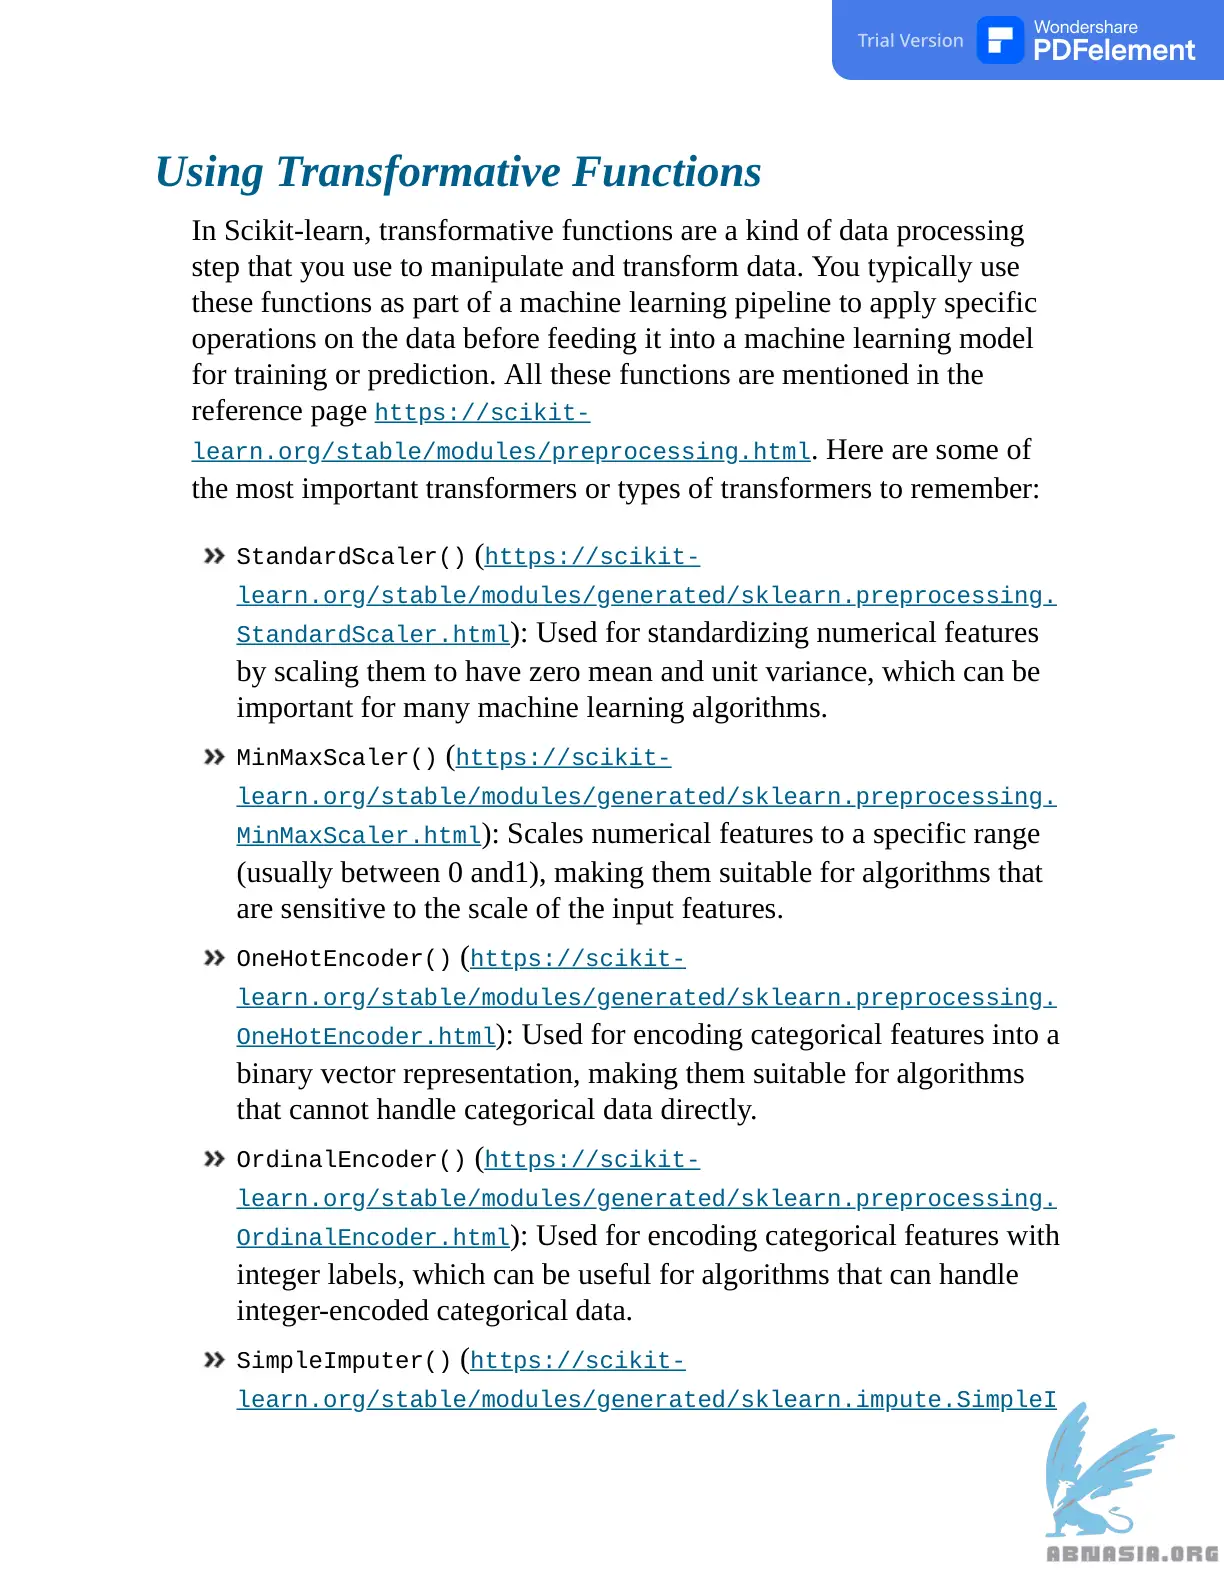 Trial Version
Wondershare
PDFelement
Using Transformative Functions
In Scikit-learn, transformative functions are a kind of data processing
step that you use to manipulate and transform data. You typically use
these functions as part of a machine learning pipeline to apply specific
operations on the data before feeding it into a machine learning model
for training or prediction. All these functions are mentioned in the
reference page https://scikit-
learn.org/stable/modules/preprocessing.html. Here are some of
the most important transformers or types of transformers to remember:
» StandardScaler() (https://scikit-
learn.org/stable/modules/generated/sklearn.preprocessing.
StandardScaler.html): Used for standardizing numerical features
by scaling them to have zero mean and unit variance, which can be
important for many machine learning algorithms.
» MinMaxScaler() (https://scikit-
learn.org/stable/modules/generated/sklearn.preprocessing.
MinMaxScaler.html): Scales numerical features to a specific range
(usually between 0 and1), making them suitable for algorithms that
are sensitive to the scale of the input features.
» OneHotEncoder() (https://scikit-
learn.org/stable/modules/generated/sklearn.preprocessing.
OneHotEncoder.html): Used for encoding categorical features into a
binary vector representation, making them suitable for algorithms
that cannot handle categorical data directly.
» OrdinalEncoder() (https://scikit-
learn.org/stable/modules/generated/sklearn.preprocessing.
OrdinalEncoder.html): Used for encoding categorical features with
integer labels, which can be useful for algorithms that can handle
integer-encoded categorical data.
» SimpleImputer() (https://scikit-
learn.org/stable/modules/generated/sklearn.impute.SimpleI
ABNASIA.ORG